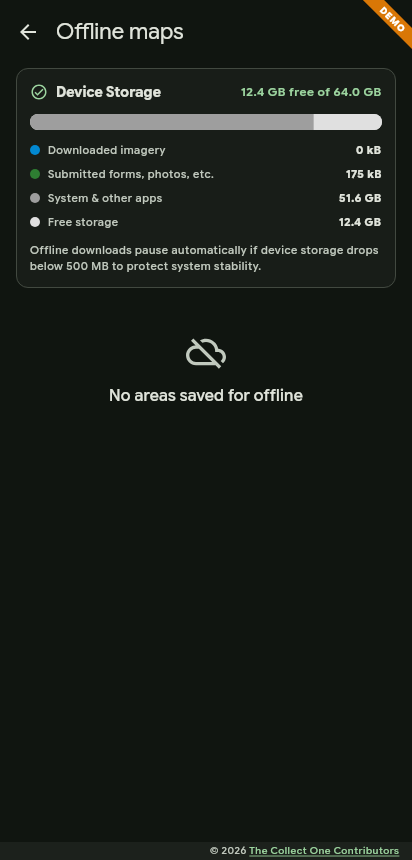 Offline maps
DEMO
Device Storage
12.4 GB free of 64.0 GB
Downloaded imagery
0 kB
Submitted forms, photos, etc.
175 kB
System & other apps
51.6 GB
Free storage
12.4 GB
Offline downloads pause automatically if device storage drops
below 500 MB to protect system stability.
No areas saved for offline
© 2026 The Collect One Contributors